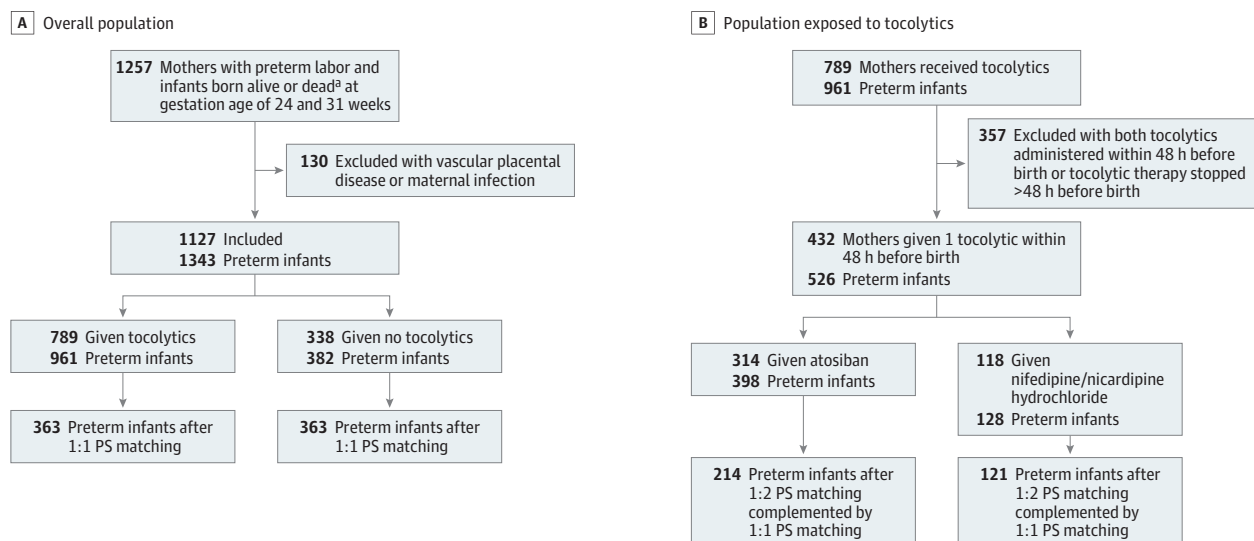 A Overall population
1257 Mothers with preterm labor and
infants born alive or deadᵃ at
gestation age of 24 and 31 weeks
130 Excluded with vascular placental
disease or maternal infection
1127 Included
1343 Preterm infants
789 Given tocolytics
961 Preterm infants
338 Given no tocolytics
382 Preterm infants
363 Preterm infants after
1:1 PS matching
363 Preterm infants after
1:1 PS matching
B Population exposed to tocolytics
789 Mothers received tocolytics
961 Preterm infants
357 Excluded with both tocolytics
administered within 48 h before
birth or tocolytic therapy stopped
>48 h before birth
432 Mothers given 1 tocolytic within
48 h before birth
526 Preterm infants
314 Given atosiban
398 Preterm infants
118 Given
nifedipine/nicardipine
hydrochloride
128 Preterm infants
214 Preterm infants after
1:2 PS matching
complemented by
1:1 PS matching
121 Preterm infants after
1:2 PS matching
complemented by
1:1 PS matching